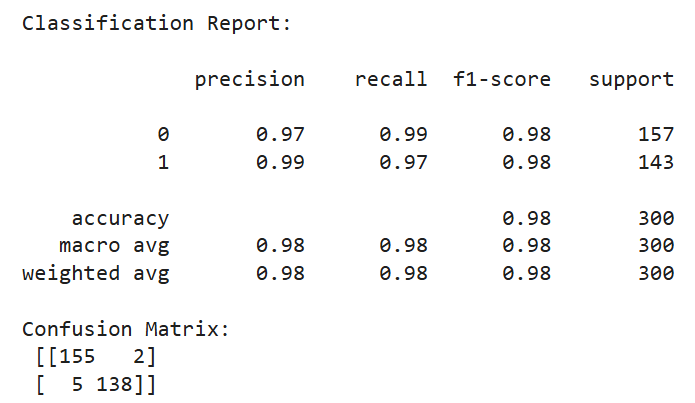 Classification Report:
precision recall f1-score support
0 0.97 0.99 0.98 157
1 0.99 0.97 0.98 143
accuracy 0.98 300
macro avg 0.98 0.98 0.98 300
weighted avg 0.98 0.98 0.98 300
Confusion Matrix:
[[155 2]
[ 5 138]]